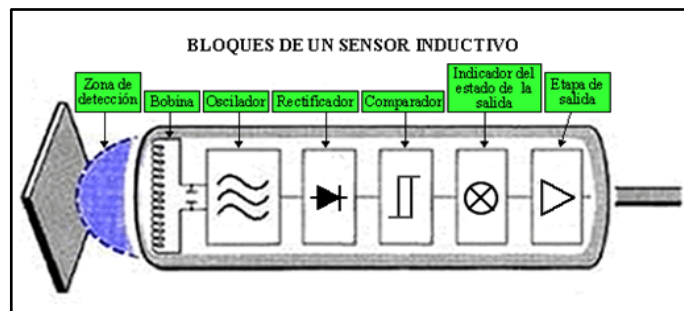 BLOQUES DE UN SENSOR INDUCTIVO
Zona de
detección
Bobina
Oscilador
Rectificador
Comparador
Indicador del
estado de la
salida
Etapa de
salida